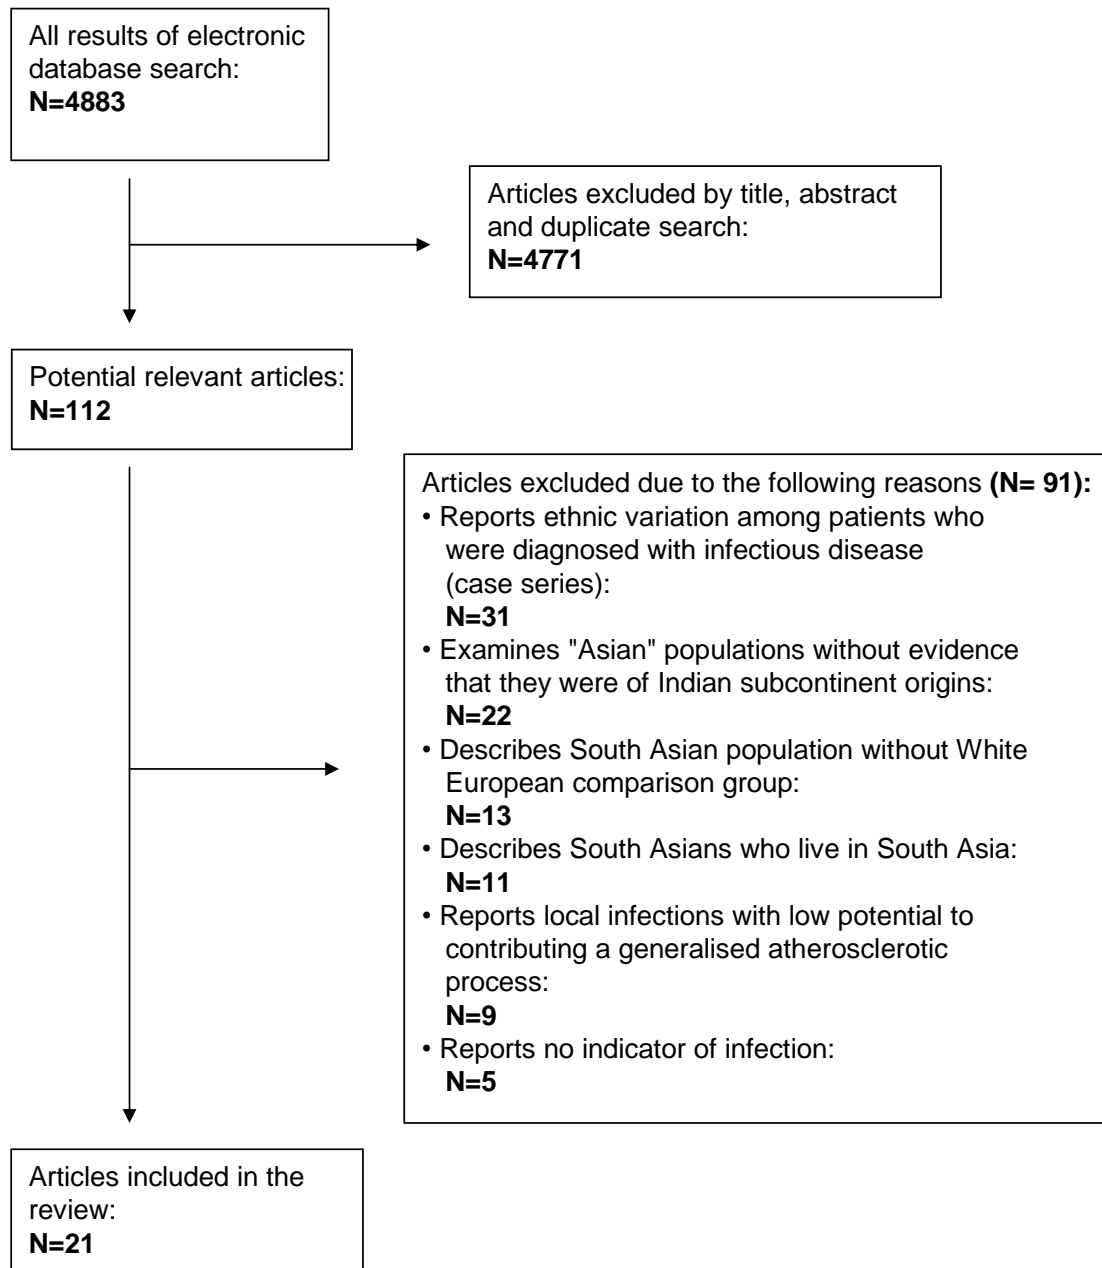 All results of electronic
database search:
N=4883
Articles excluded by title, abstract
and duplicate search:
N=4771
Potential relevant articles:
N=112
Articles excluded due to the following reasons (N= 91):
• Reports ethnic variation among patients who
were diagnosed with infectious disease
(case series):
N=31
• Examines "Asian" populations without evidence
that they were of Indian subcontinent origins:
N=22
• Describes South Asian population without White
European comparison group:
N=13
• Describes South Asians who live in South Asia:
N=11
• Reports local infections with low potential to
contributing a generalised atherosclerotic
process:
N=9
• Reports no indicator of infection:
N=5
Articles included in the
review:
N=21